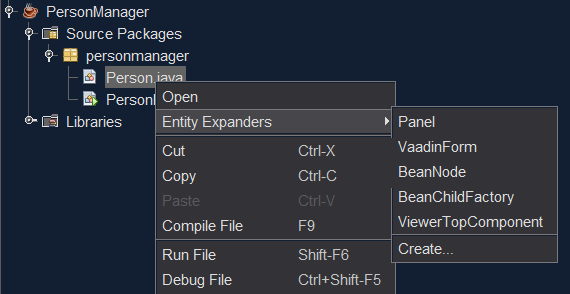 PersonManager
Source Packages
personmanager
Person.java
Person
Libraries
Open
Entity Expanders
Cut Ctrl-X
Copy Ctrl-C
Paste Ctrl-V
Compile File F9
Run File Shift-F6
Debug File Ctrl+Shift-F5
Panel
VaadinForm
BeanNode
BeanChildFactory
ViewerTopComponent
Create...